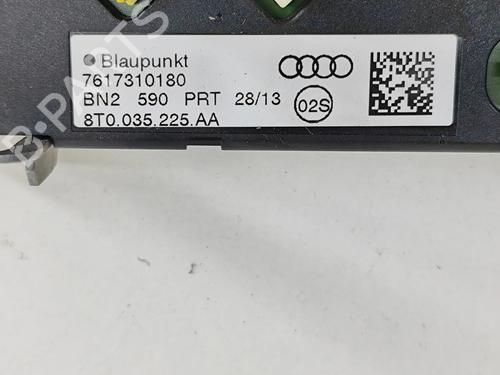 Blaupunkt
7617310180
BN2 590 PRT 28/13
02S
8T0.035.225.AA
B-PARTS